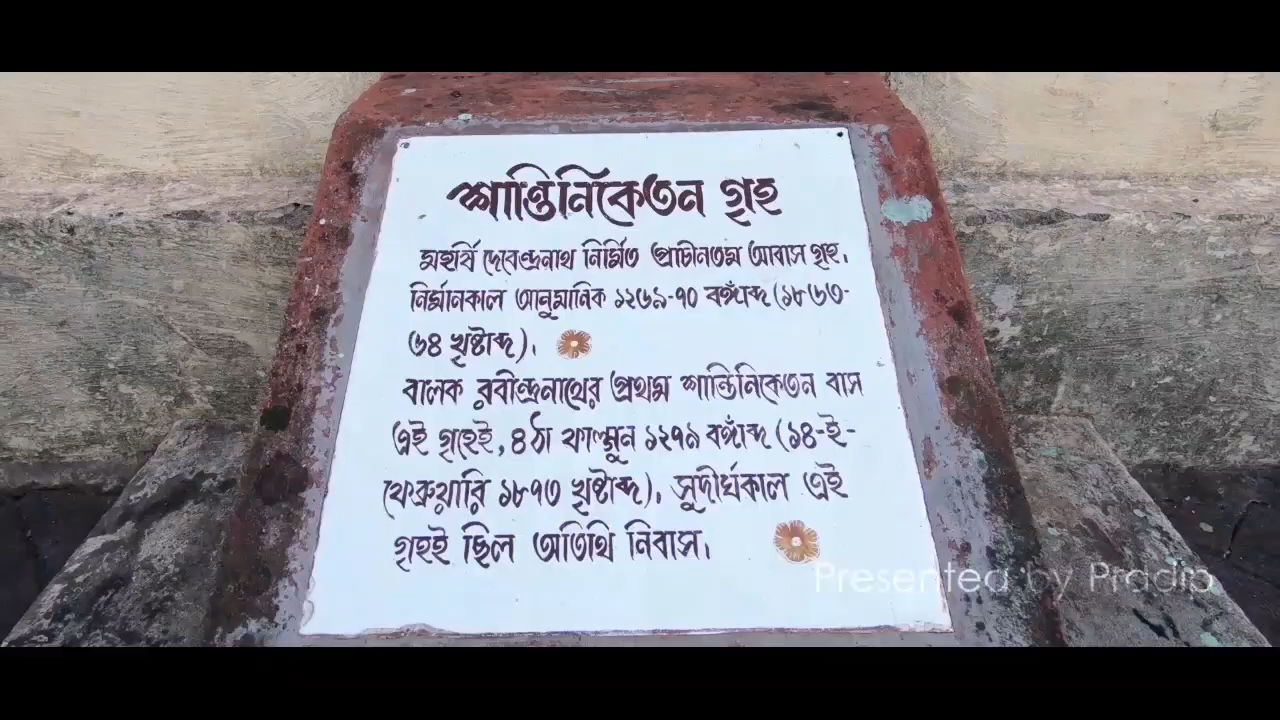 শান্তিনিকেতন গৃহ
মহর্ষি দেবেন্দ্রনাথ নির্মিত প্রাচীনতম আবাস গৃহ।
নির্মানকাল আনুমানিক ১২৬৯-৭০ বঙ্গাঁব্দ (১৮৬৩-
৬৪ খৃষ্টাব্দ)।
বালক রবীন্দ্রনাথের প্রথম শান্তিনিকেতন বাস
এই গৃহেই, ৪ঠা ফাল্গুন ১২৭৯ বঙ্গাঁব্দ (১৪-ই-
ফেব্রুয়ারি ১৮৭৩ খৃষ্টাব্দ)। সুদীর্ঘকাল এই
গৃহই ছিল অতিথি নিবাস।
Presented by Pradip